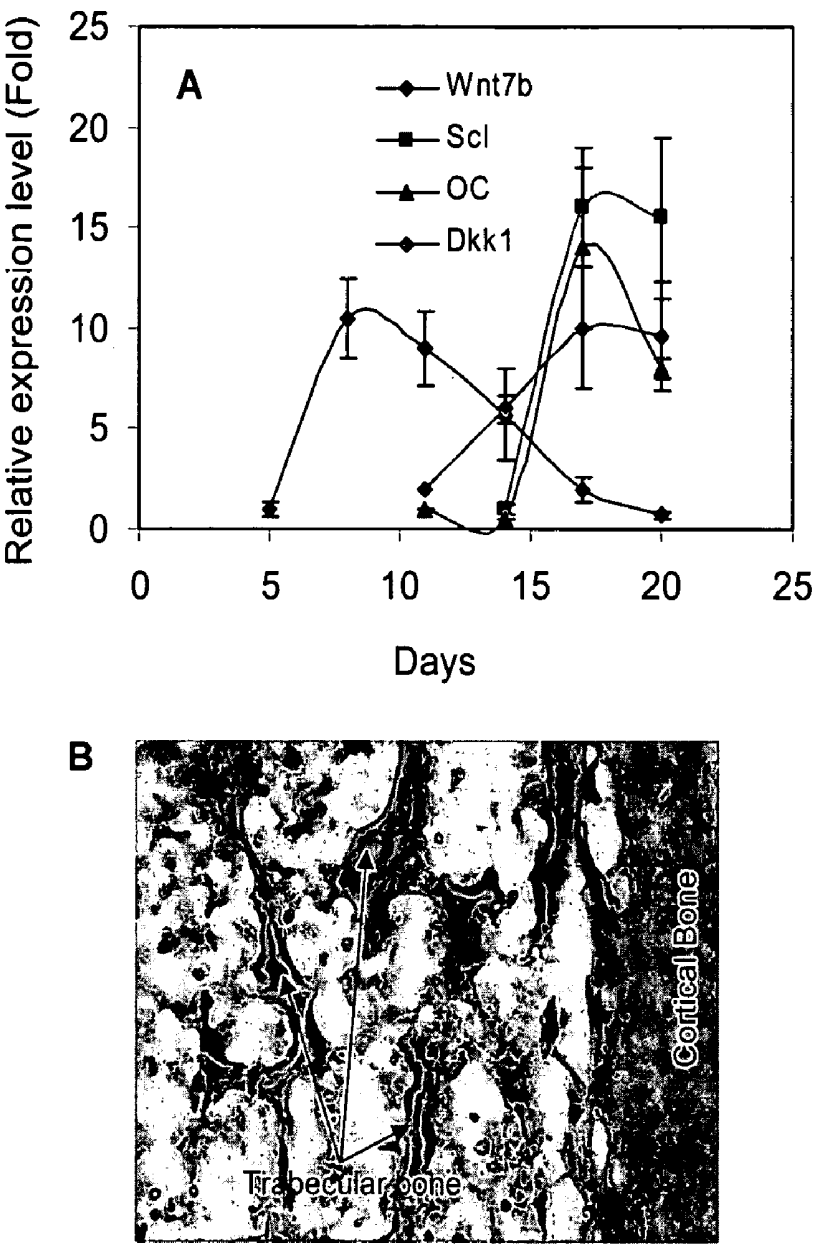 Relative expression level (Fold)
25
20
15
10
5
0
A
Wnt7b
Scl
OC
Dkk1
0 5 10 15 20 25
Days
B
Cortical Bone
Trabecular bone